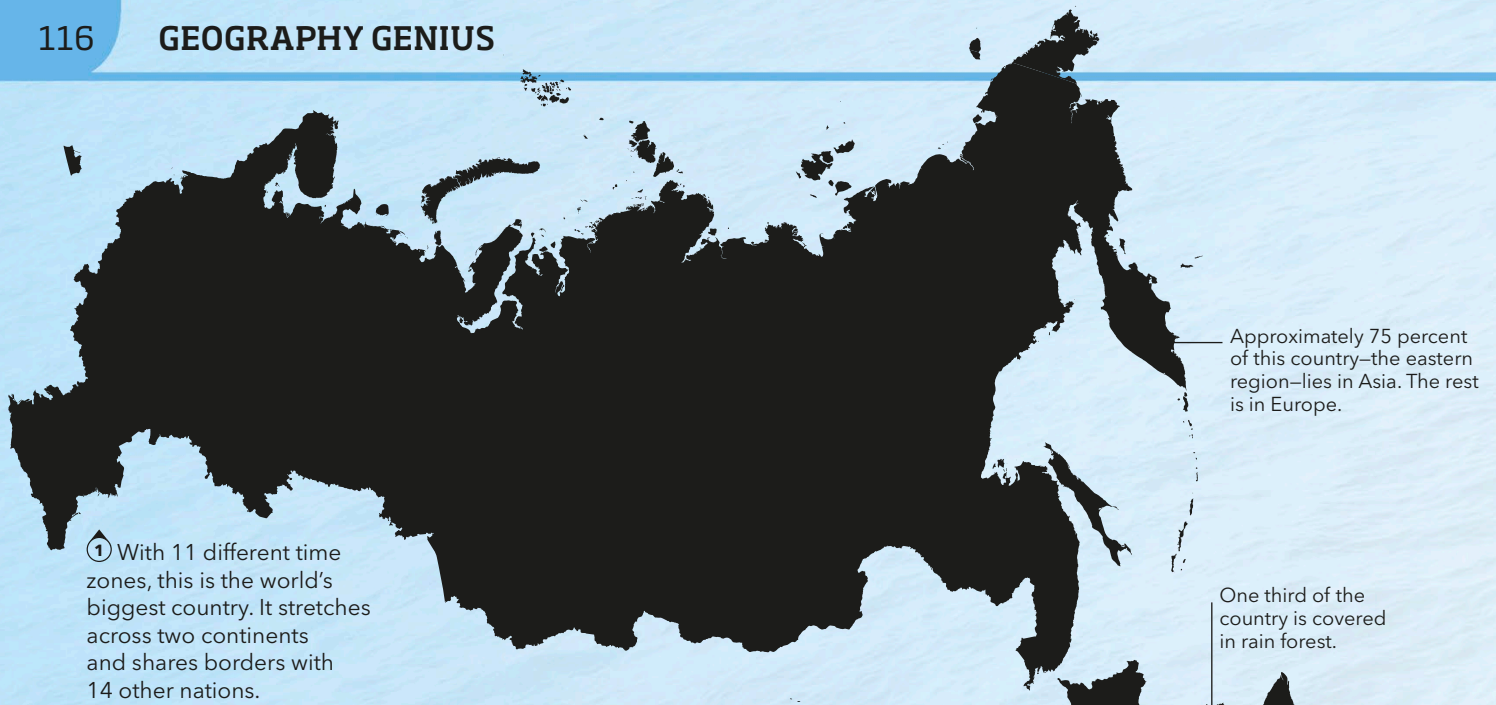 116 GEOGRAPHY GENIUS
Approximately 75 percent
of this country—the eastern
region—lies in Asia. The rest
is in Europe.
1 With 11 different time
zones, this is the world’s
biggest country. It stretches
across two continents
and shares borders with
14 other nations.
One third of the
country is covered
in rain forest.